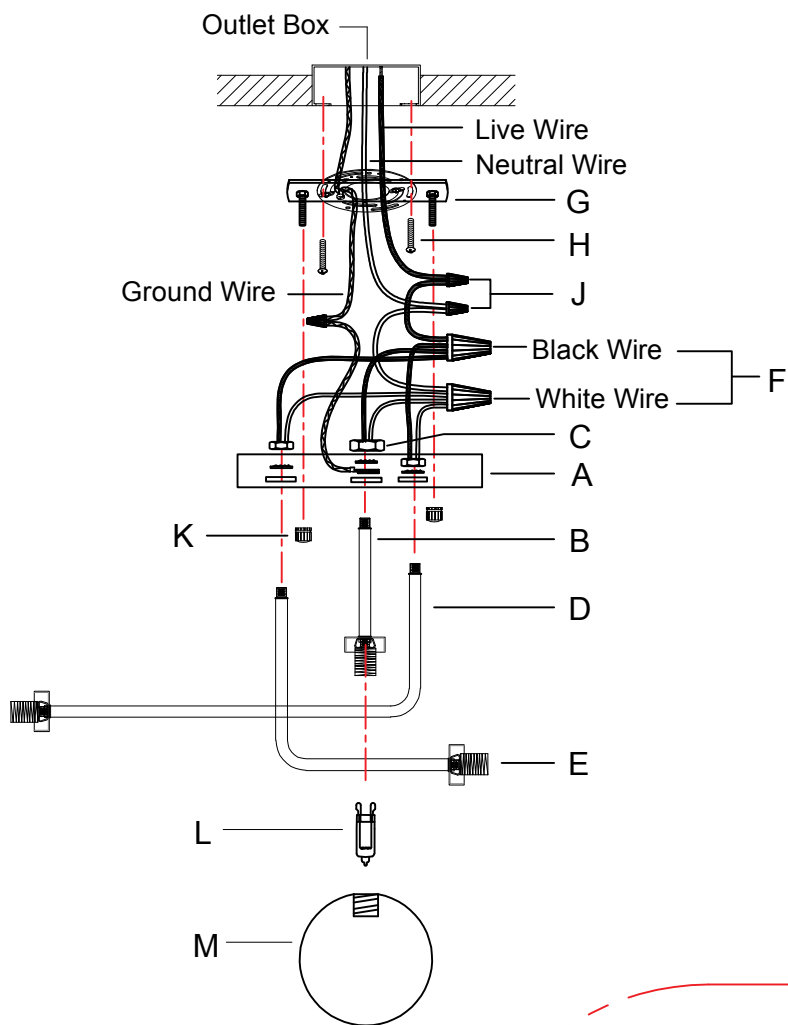 Outlet Box
Live Wire
Neutral Wire
G
H
Ground Wire
J
Black Wire
F
White Wire
C
A
K
B
D
E
L
M